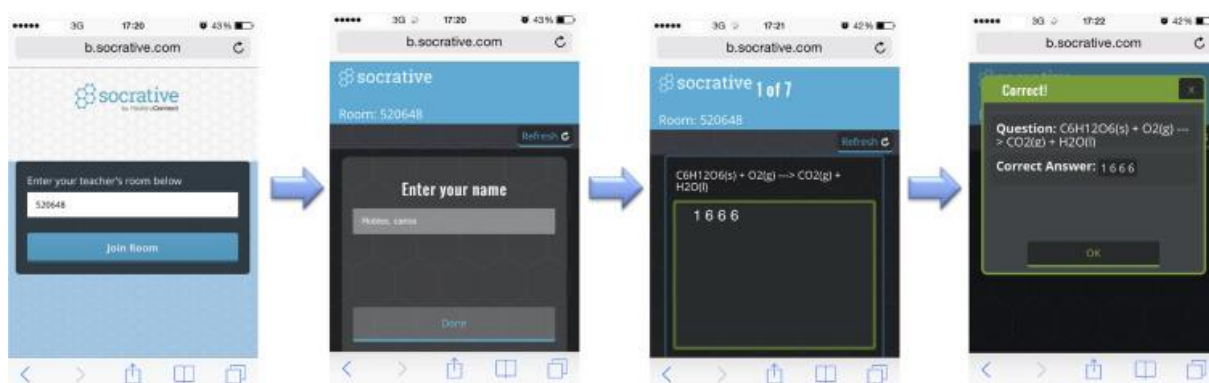 3G 17:20 43%
b.socrative.com
socrative
by MasteryConnect
Enter your teacher's room below
520648
Join Room
3G 17:20 43%
b.socrative.com
socrative
Room: 520648
Refresh
Enter your name
Done
3G 17:21 42%
b.socrative.com
socrative 1 of 7
Room: 520648
Refresh
C6H12O6(s) + O2(g) ---> CO2(g) +
H2O(l)
1 6 6 6
3G 17:22 42%
b.socrative.com
Correct!
x
Question: C6H12O6(s) + O2(g) ---
> CO2(g) + H2O(l)
Correct Answer: 1 6 6 6
OK